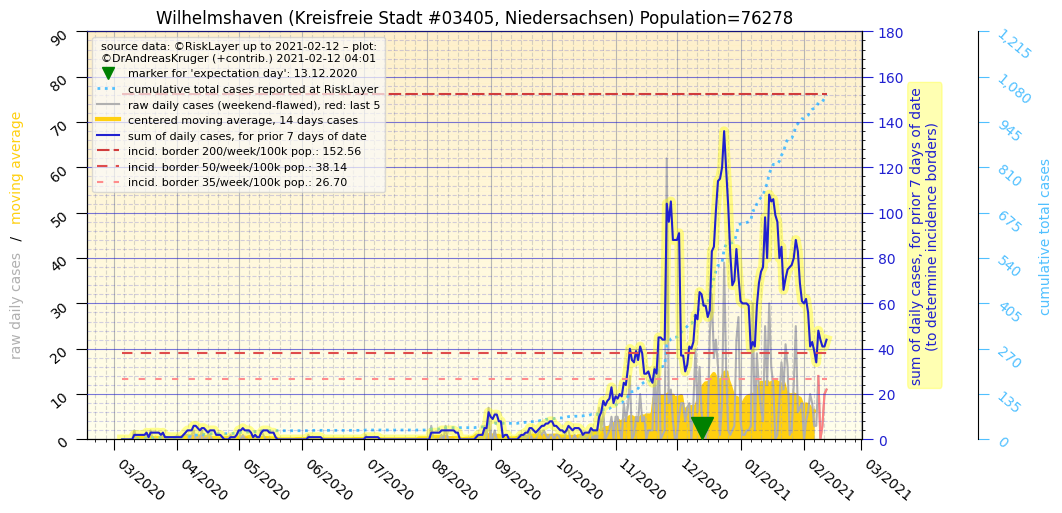 Wilhelmshaven (Kreisfreie Stadt #03405, Niedersachsen) Population=76278
source data: ©RiskLayer up to 2021-02-12 – plot:
©DrAndreasKruger (+contrib.) 2021-02-12 04:01
marker for 'expectation day': 13.12.2020
cumulative total cases reported at RiskLayer
raw daily cases (weekend-flawed), red: last 5
centered moving average, 14 days cases
sum of daily cases, for prior 7 days of date
incid. border 200/week/100k pop.: 152.56
incid. border 50/week/100k pop.: 38.14
incid. border 35/week/100k pop.: 26.70
raw daily cases / moving average
90
80
70
60
50
40
30
20
10
0
03/2020
04/2020
05/2020
06/2020
07/2020
08/2020
09/2020
10/2020
11/2020
12/2020
01/2021
02/2021
03/2021
180
160
140
120
100
80
60
40
20
0
sum of daily cases, for prior 7 days of date
(to determine incidence borders)
1,215
1,080
945
810
675
540
405
270
135
0
cumulative total cases